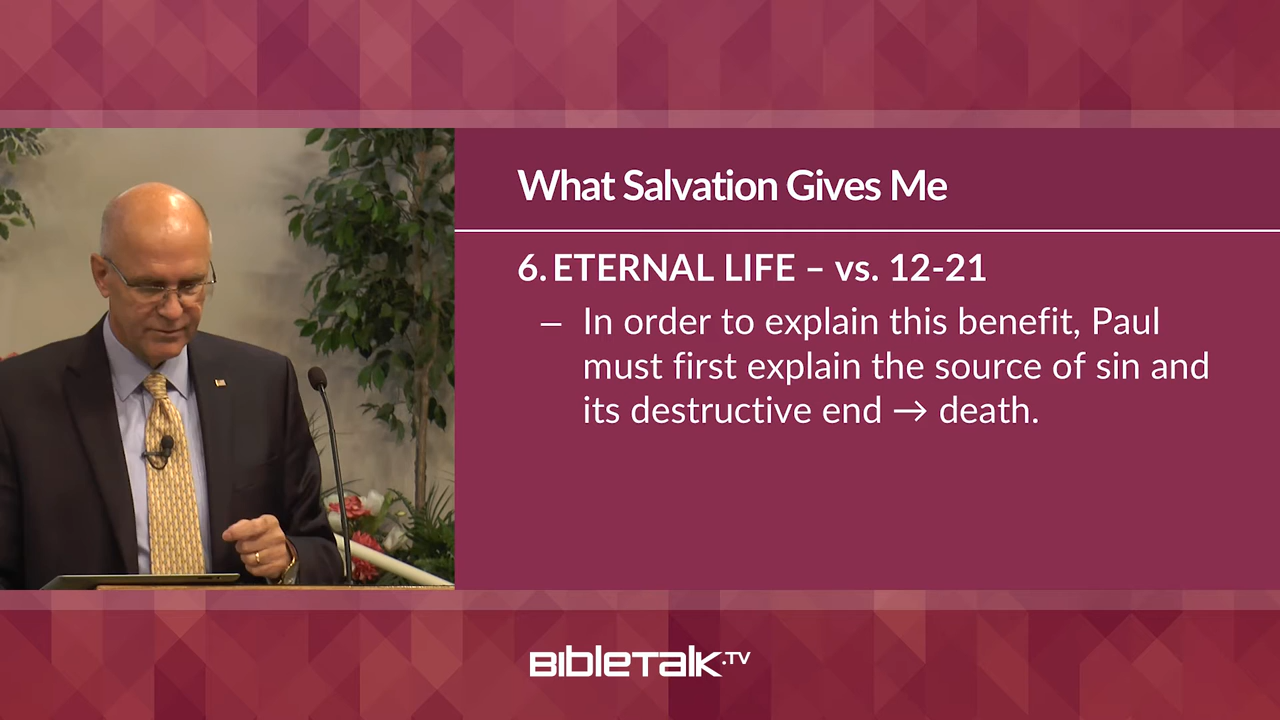 What Salvation Gives Me
6. ETERNAL LIFE – vs. 12-21
– In order to explain this benefit, Paul
must first explain the source of sin and
its destructive end → death.
BIBLETALK.TV